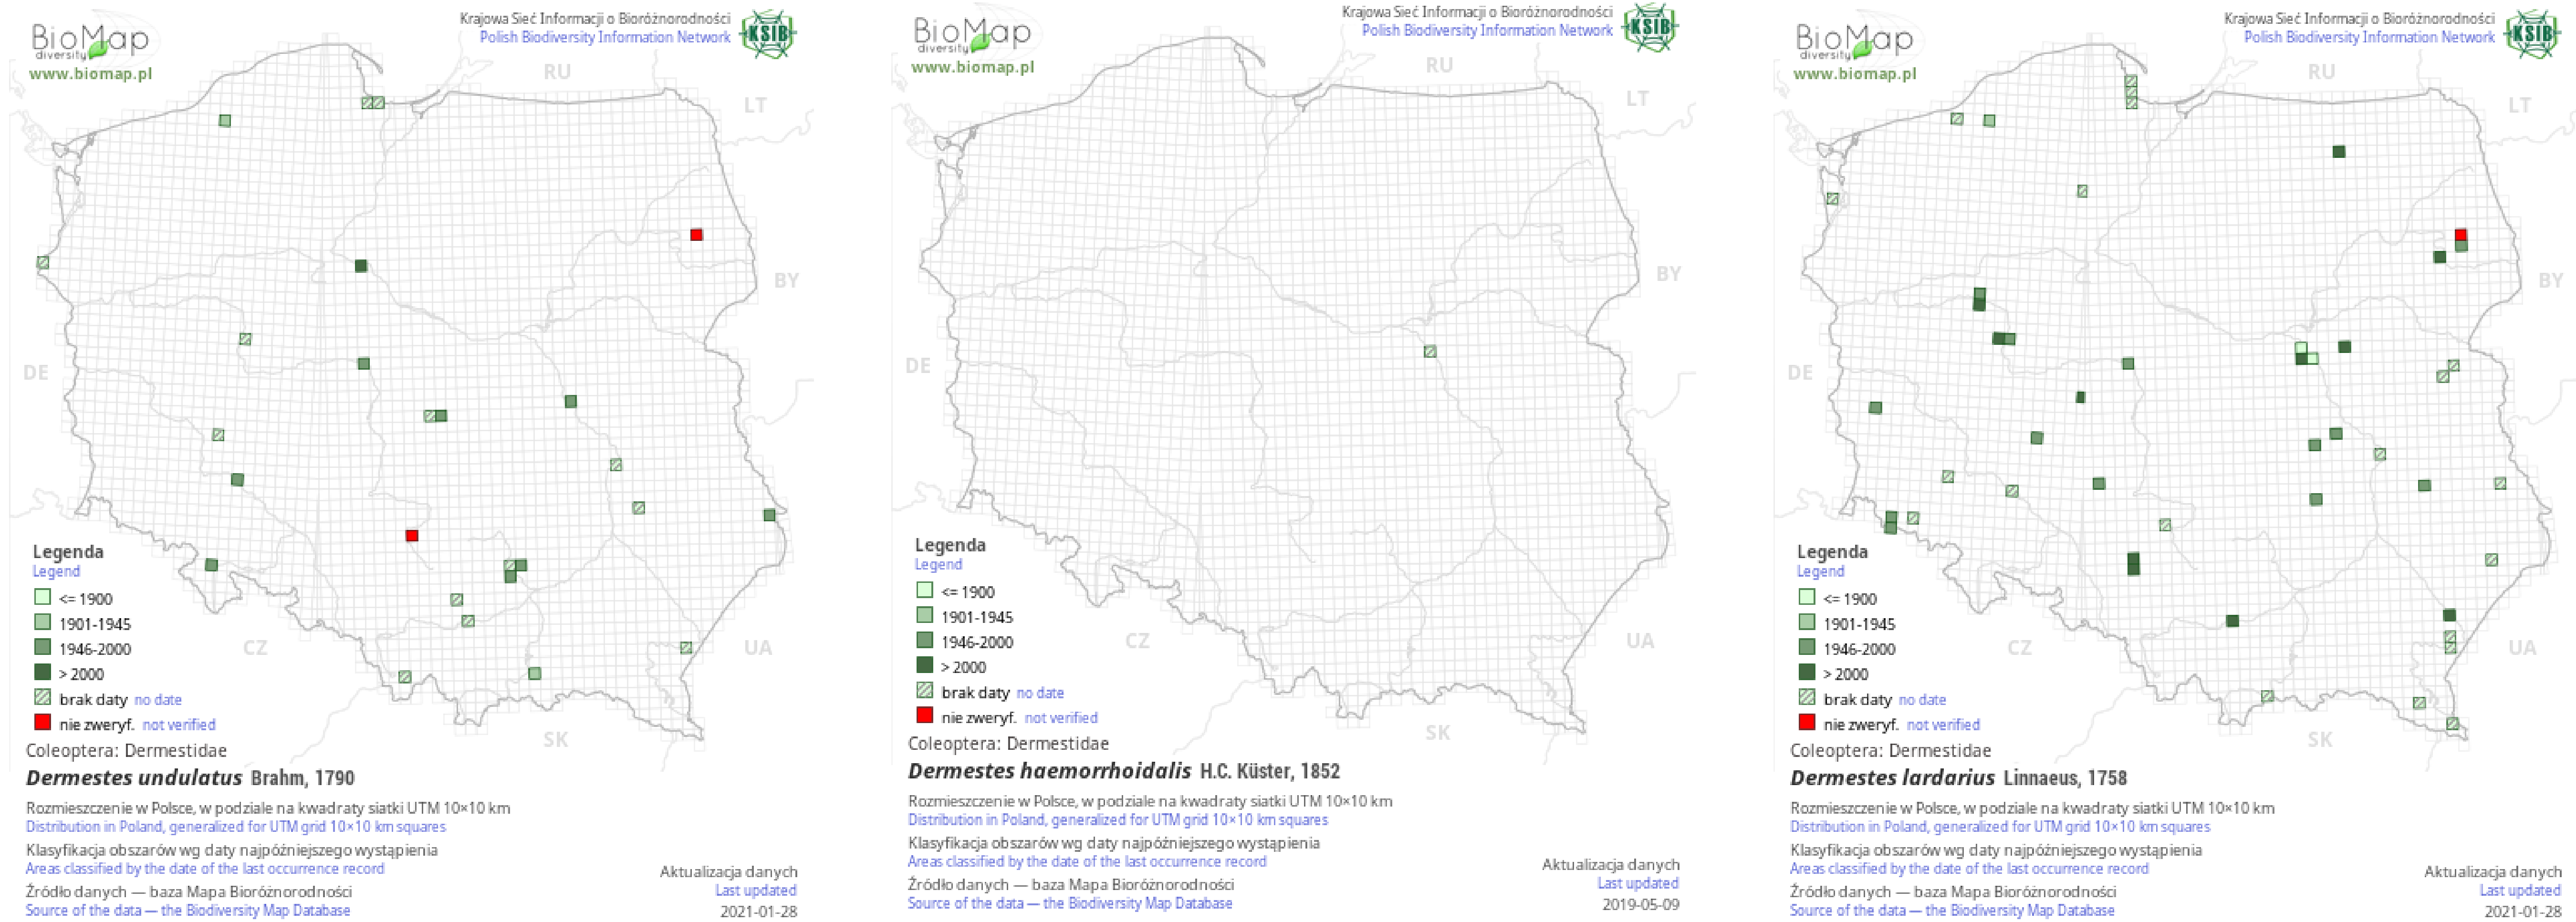 BioMap
diversity
www.biomap.pl
Krajowa Sieć Informacji o Bioróżnorodności
Polish Biodiversity Information Network
KSIB
RU
LT
BY
DE
CZ
UA
SK
Legenda
Legend
<= 1900
1901-1945
1946-2000
> 2000
brak daty no date
nie zweryf. not verified
Coleoptera: Dermestidae
Dermestes undulatus Brahm, 1790
Rozmieszczenie w Polsce, w podziale na kwadraty siatki UTM 10×10 km
Distribution in Poland, generalized for UTM grid 10×10 km squares
Klasyfikacja obszarów wg daty najpóźniejszego wystąpienia
Areas classified by the date of the last occurrence record
Źródło danych — baza Mapa Bioróżnorodności
Source of the data — the Biodiversity Map Database
Aktualizacja danych
Last updated
2021-01-28
BioMap
diversity
www.biomap.pl
Krajowa Sieć Informacji o Bioróżnorodności
Polish Biodiversity Information Network
KSIB
RU
LT
BY
DE
CZ
UA
SK
Legenda
Legend
<= 1900
1901-1945
1946-2000
> 2000
brak daty no date
nie zweryf. not verified
Coleoptera: Dermestidae
Dermestes haemorrhoidalis H.C. Küster, 1852
Rozmieszczenie w Polsce, w podziale na kwadraty siatki UTM 10×10 km
Distribution in Poland, generalized for UTM grid 10×10 km squares
Klasyfikacja obszarów wg daty najpóźniejszego wystąpienia
Areas classified by the date of the last occurrence record
Źródło danych — baza Mapa Bioróżnorodności
Source of the data — the Biodiversity Map Database
Aktualizacja danych
Last updated
2019-05-09
BioMap
diversity
www.biomap.pl
Krajowa Sieć Informacji o Bioróżnorodności
Polish Biodiversity Information Network
KSIB
RU
LT
BY
DE
CZ
UA
SK
Legenda
Legend
<= 1900
1901-1945
1946-2000
> 2000
brak daty no date
nie zweryf. not verified
Coleoptera: Dermestidae
Dermestes lardarius Linnaeus, 1758
Rozmieszczenie w Polsce, w podziale na kwadraty siatki UTM 10×10 km
Distribution in Poland, generalized for UTM grid 10×10 km squares
Klasyfikacja obszarów wg daty najpóźniejszego wystąpienia
Areas classified by the date of the last occurrence record
Źródło danych — baza Mapa Bioróżnorodności
Source of the data — the Biodiversity Map Database
Aktualizacja danych
Last updated
2021-01-28